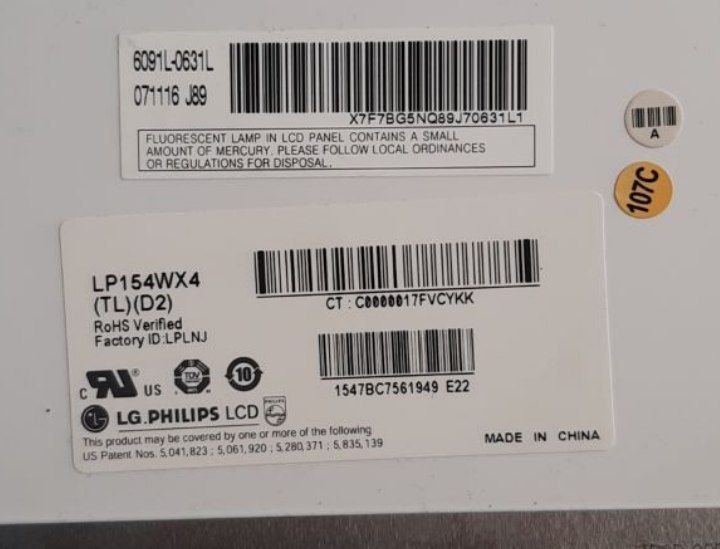 6091L-0631L
071116 J89
X7F7BG5NQ89J70631L1
FLUORESCENT LAMP IN LCD PANEL CONTAINS A SMALL
AMOUNT OF MERCURY. PLEASE FOLLOW LOCAL ORDINANCES
OR REGULATIONS FOR DISPOSAL.
A
107C
LP154WX4
(TL)(D2)
RoHS Verified
Factory ID:LPLNJ
CT : C0000017FVCYKK
1547BC7561949 E22
c RU® US
TÜV
10
LG.PHILIPS LCD
PHILIPS
This product may be covered by one or more of the following
US Patent Nos. 5,041,823 ; 5,061,920 ; 5,280,371 ; 5,835,139
MADE IN CHINA